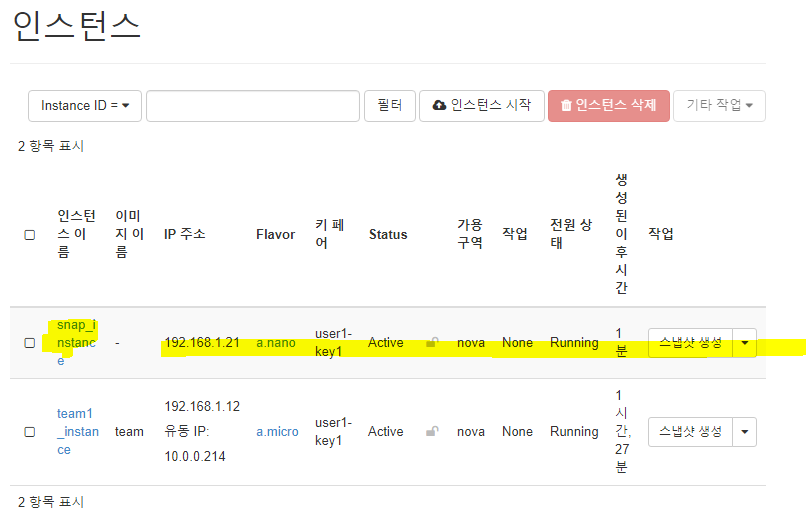 인스턴스
Instance ID = 필터 인스턴스 시작 인스턴스 삭제 기타 작업
2 항목 표시
인스턴스 이름 이미지 이름 IP 주소 Flavor 키 페어 Status 가용 구역 작업 전원 상태 생성된 이후 시간 작업
snap_instance - 192.168.1.21 a.nano user1-key1 Active nova None Running 1분 스냅샷 생성
team1_instance team 192.168.1.12 유동 IP: 10.0.0.214 a.micro user1-key1 Active nova None Running 1시간, 27분 스냅샷 생성
2 항목 표시